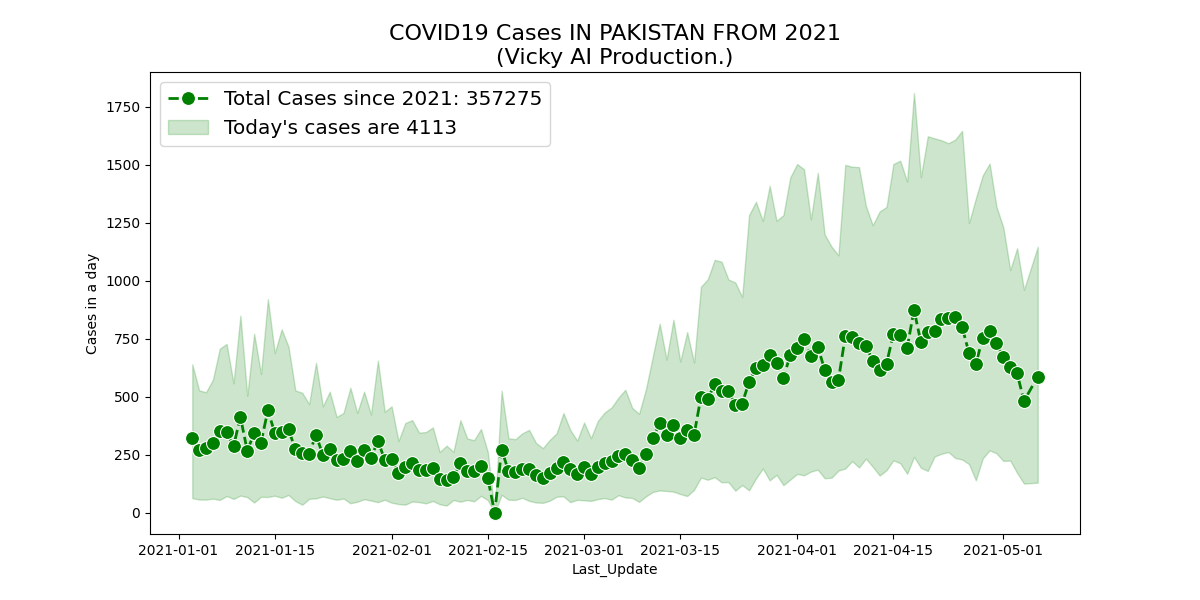 COVID19 Cases IN PAKISTAN FROM 2021
(Vicky AI Production.)
Total Cases since 2021: 357275
Today's cases are 4113
Cases in a day
1750
1500
1250
1000
750
500
250
0
2021-01-01 2021-01-15 2021-02-01 2021-02-15 2021-03-01 2021-03-15 2021-04-01 2021-04-15 2021-05-01
Last_Update